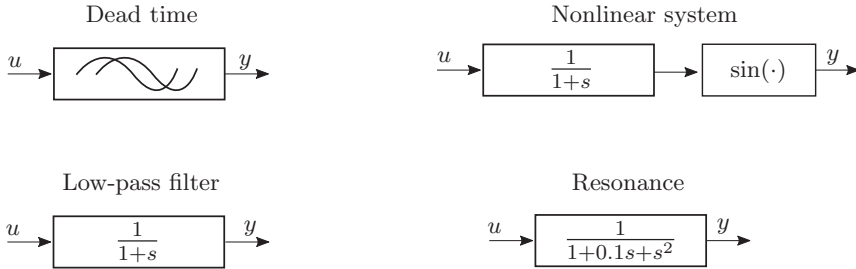 Dead time
u
y
Nonlinear system
u
1
1+s
sin(·)
y
Low-pass filter
u
1
1+s
y
Resonance
u
1
1+0.1s+s²
y